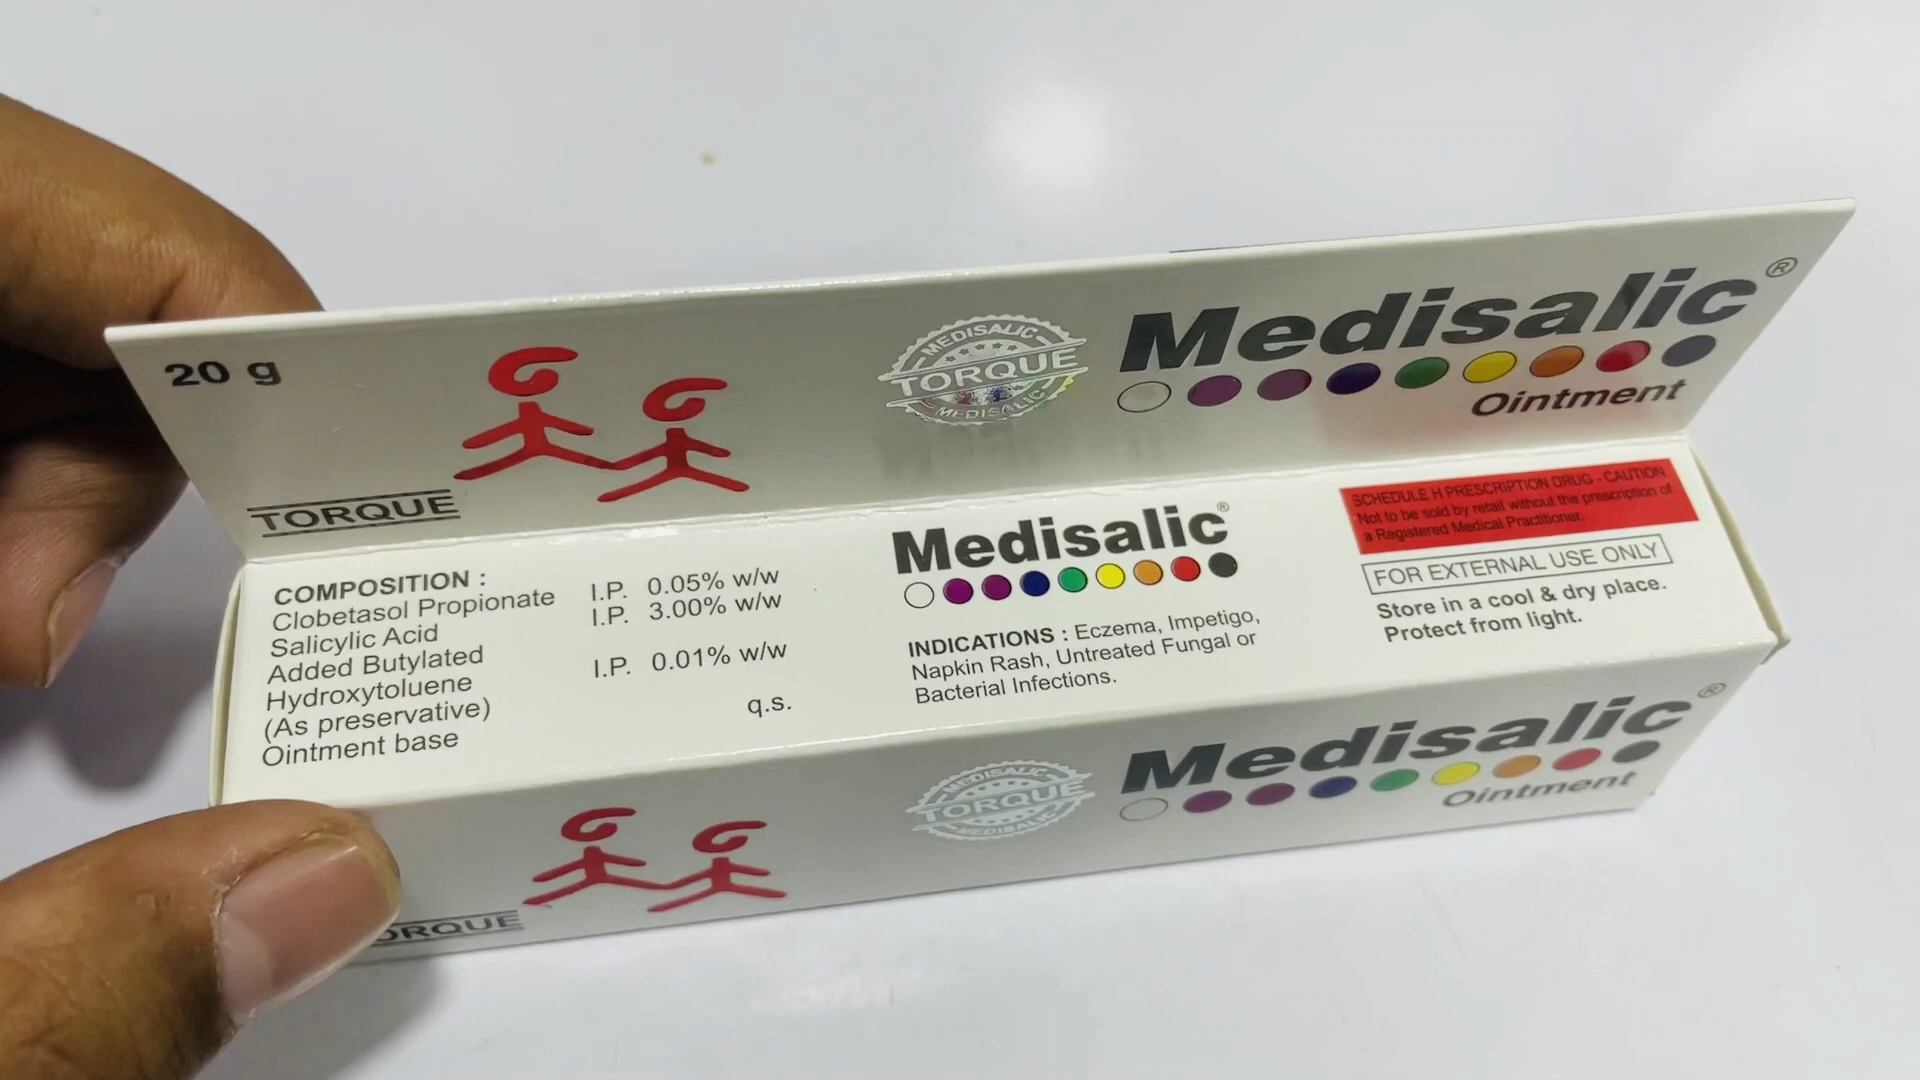 20 g
TORQUE
MEDISALIC
TORQUE
MEDISALIC
Medisalic®
Ointment
COMPOSITION :
Clobetasol Propionate I.P. 0.05% w/w
Salicylic Acid I.P. 3.00% w/w
Added Butylated
Hydroxytoluene I.P. 0.01% w/w
(As preservative)
Ointment base q.s.
Medisalic®
INDICATIONS : Eczema, Impetigo,
Napkin Rash, Untreated Fungal or
Bacterial Infections.
SCHEDULE H PRESCRIPTION DRUG - CAUTION
Not to be sold by retail without the prescription of
a Registered Medical Practitioner.
FOR EXTERNAL USE ONLY
Store in a cool & dry place.
Protect from light.
ORQUE
MEDISALIC
TORQUE
MEDISALIC
Medisalic®
Ointment